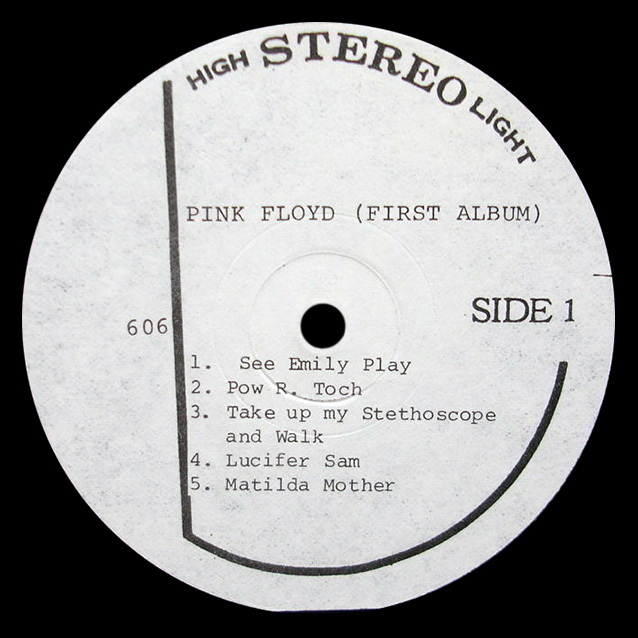 HIGH STEREO LIGHT
PINK FLOYD (FIRST ALBUM)
SIDE 1
606
1. See Emily Play
2. Pow R. Toch
3. Take up my Stethoscope
and Walk
4. Lucifer Sam
5. Matilda Mother